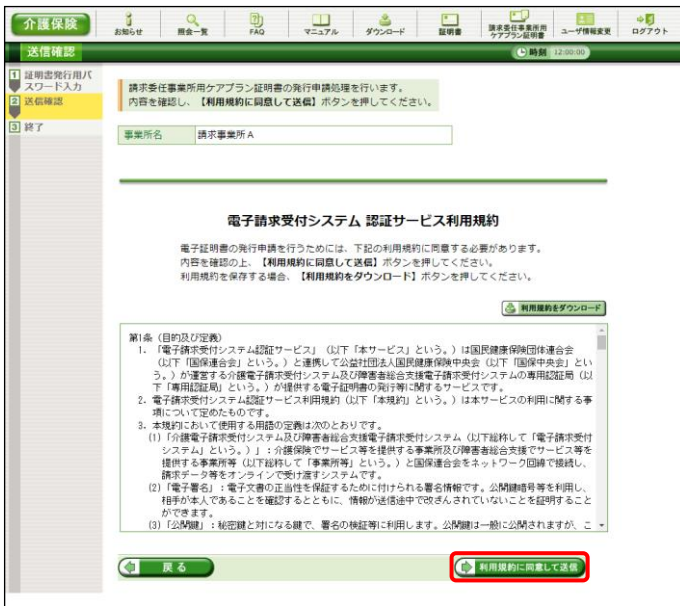 介護保険
お知らせ
照会一覧
FAQ
マニュアル
ダウンロード
証明書
請求委任事業所用
ケアプラン証明書
ユーザ情報変更
ログアウト
送信確認
時刻 12:00:00
1 証明書発行用パ
スワード入力
2 送信確認
3 終了
請求委任事業所用ケアプラン証明書の発行申請処理を行います。
内容を確認し、【利用規約に同意して送信】ボタンを押してください。
事業所名 請求事業所A
電子請求受付システム 認証サービス利用規約
電子証明書の発行申請を行うためには、下記の利用規約に同意する必要があります。
内容を確認の上、【利用規約に同意して送信】ボタンを押してください。
利用規約を保存する場合、【利用規約をダウンロード】ボタンを押してください。
利用規約をダウンロード
第1条（目的及び定義）
1. 「電子請求受付システム認証サービス」（以下「本サービス」という。）は国民健康保険団体連合会
（以下「国保連合会」という。）と連携して公益社団法人国民健康保険中央会（以下「国保中央会」とい
う。）が運営する介護電子請求受付システム及び障害者総合支援電子請求受付システムの専用認証局（以
下「専用認証局」という。）が提供する電子証明書の発行等に関するサービスです。
2. 電子請求受付システム認証サービス利用規約（以下「本規約」という。）は本サービスの利用に関する事
項について定めたものです。
3. 本規約において使用する用語の定義は次のとおりです。
(1)「介護電子請求受付システム及び障害者総合支援電子請求受付システム（以下総称して「電子請求受付
システム」という。）」：介護保険でサービス等を提供する事業所及び障害者総合支援でサービス等を
提供する事業所等（以下総称して「事業所等」という。）と国保連合会をネットワーク回線で接続し、
請求データ等をオンラインで受け渡すシステムです。
(2)「電子署名」：電子文書の正当性を保証するために付けられる署名情報です。公開鍵暗号等を利用し、
相手が本人であることを確認するとともに、情報が送信途中で改ざんされていないことを証明すること
ができます。
(3)「公開鍵」：秘密鍵と対になる鍵で、署名の検証等に利用します。公開鍵は一般に公開されますが、こ
戻る
利用規約に同意して送信